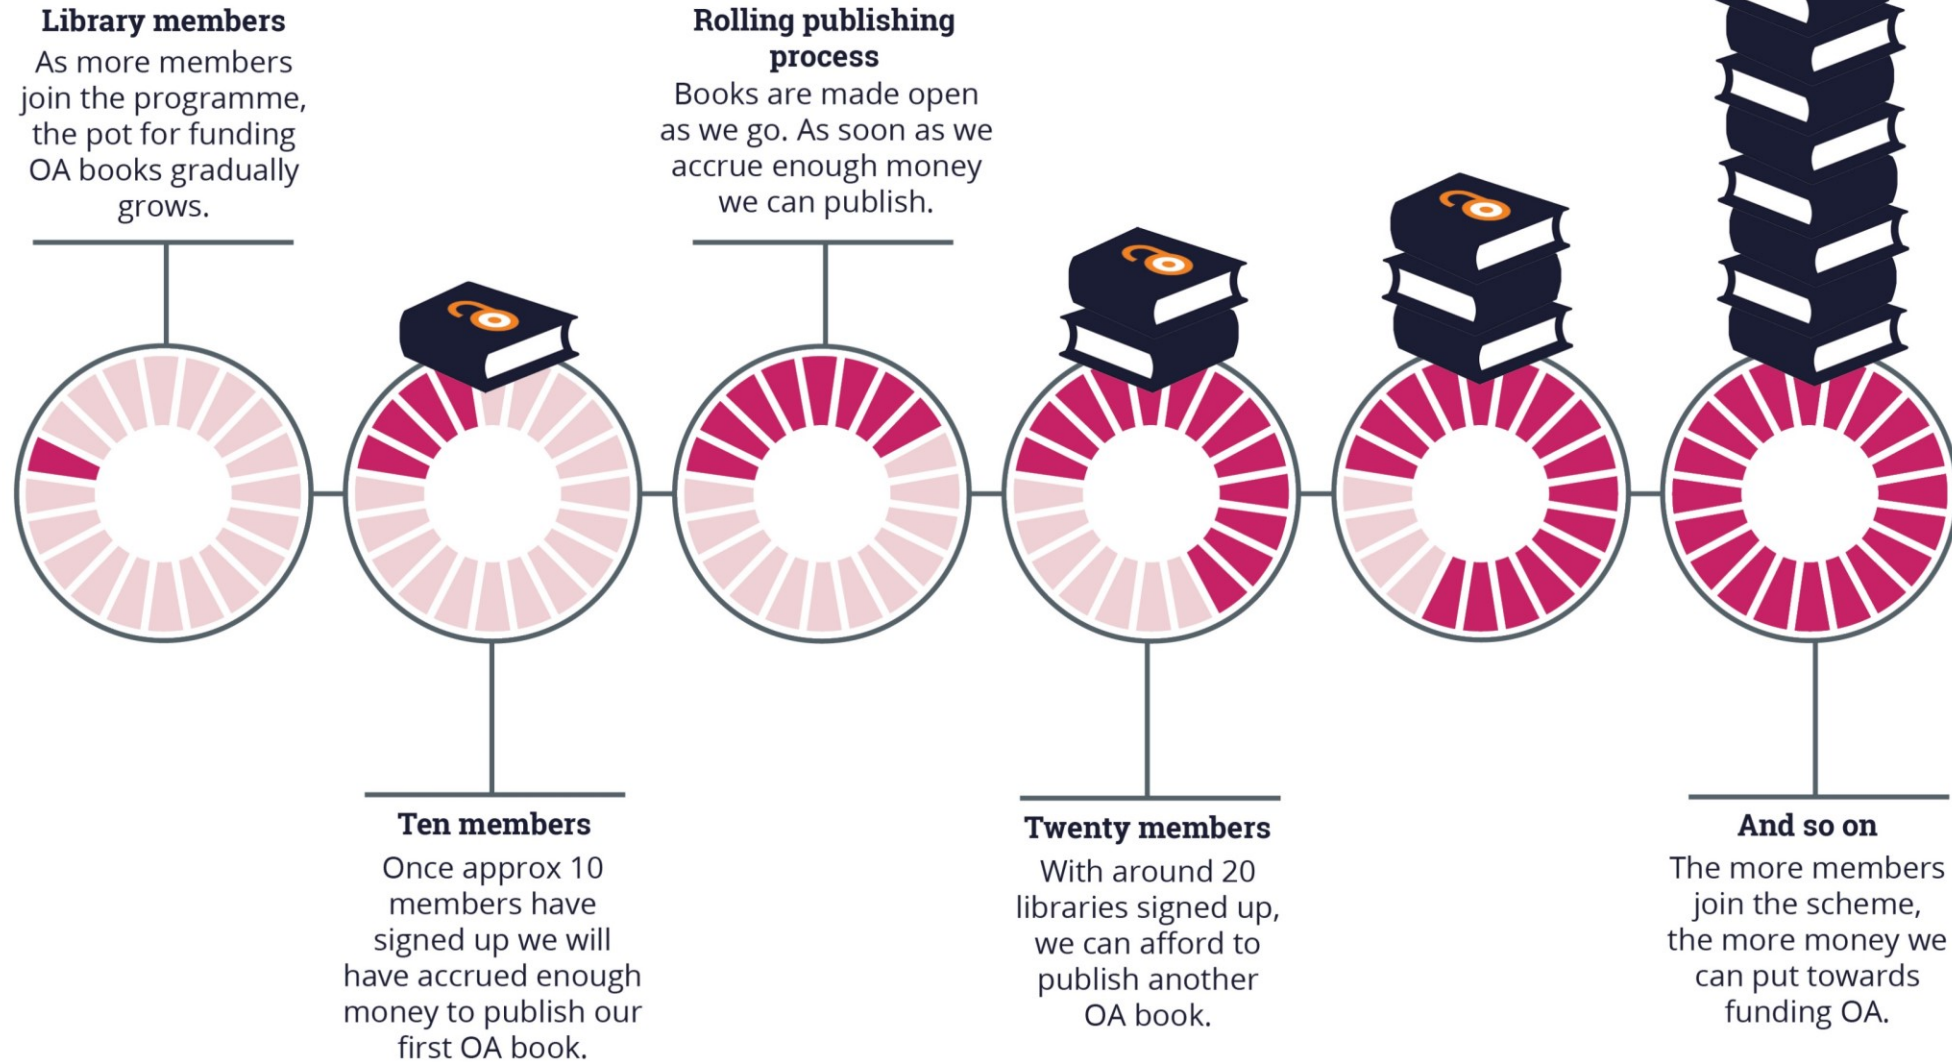 Library members
As more members
join the programme,
the pot for funding
OA books gradually
grows.
Ten members
Once approx 10
members have
signed up we will
have accrued enough
money to publish our
first OA book.
Rolling publishing
process
Books are made open
as we go. As soon as we
accrue enough money
we can publish.
Twenty members
With around 20
libraries signed up,
we can afford to
publish another
OA book.
And so on
The more members
join the scheme,
the more money we
can put towards
funding OA.